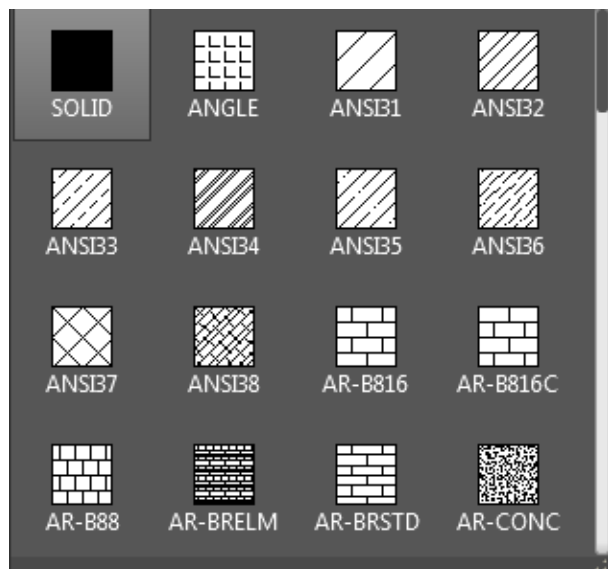 SOLID ANGLE ANSI31 ANSI32
ANSI33 ANSI34 ANSI35 ANSI36
ANSI37 ANSI38 AR-B816 AR-B816C
AR-B88 AR-BRELM AR-BRSTD AR-CONC